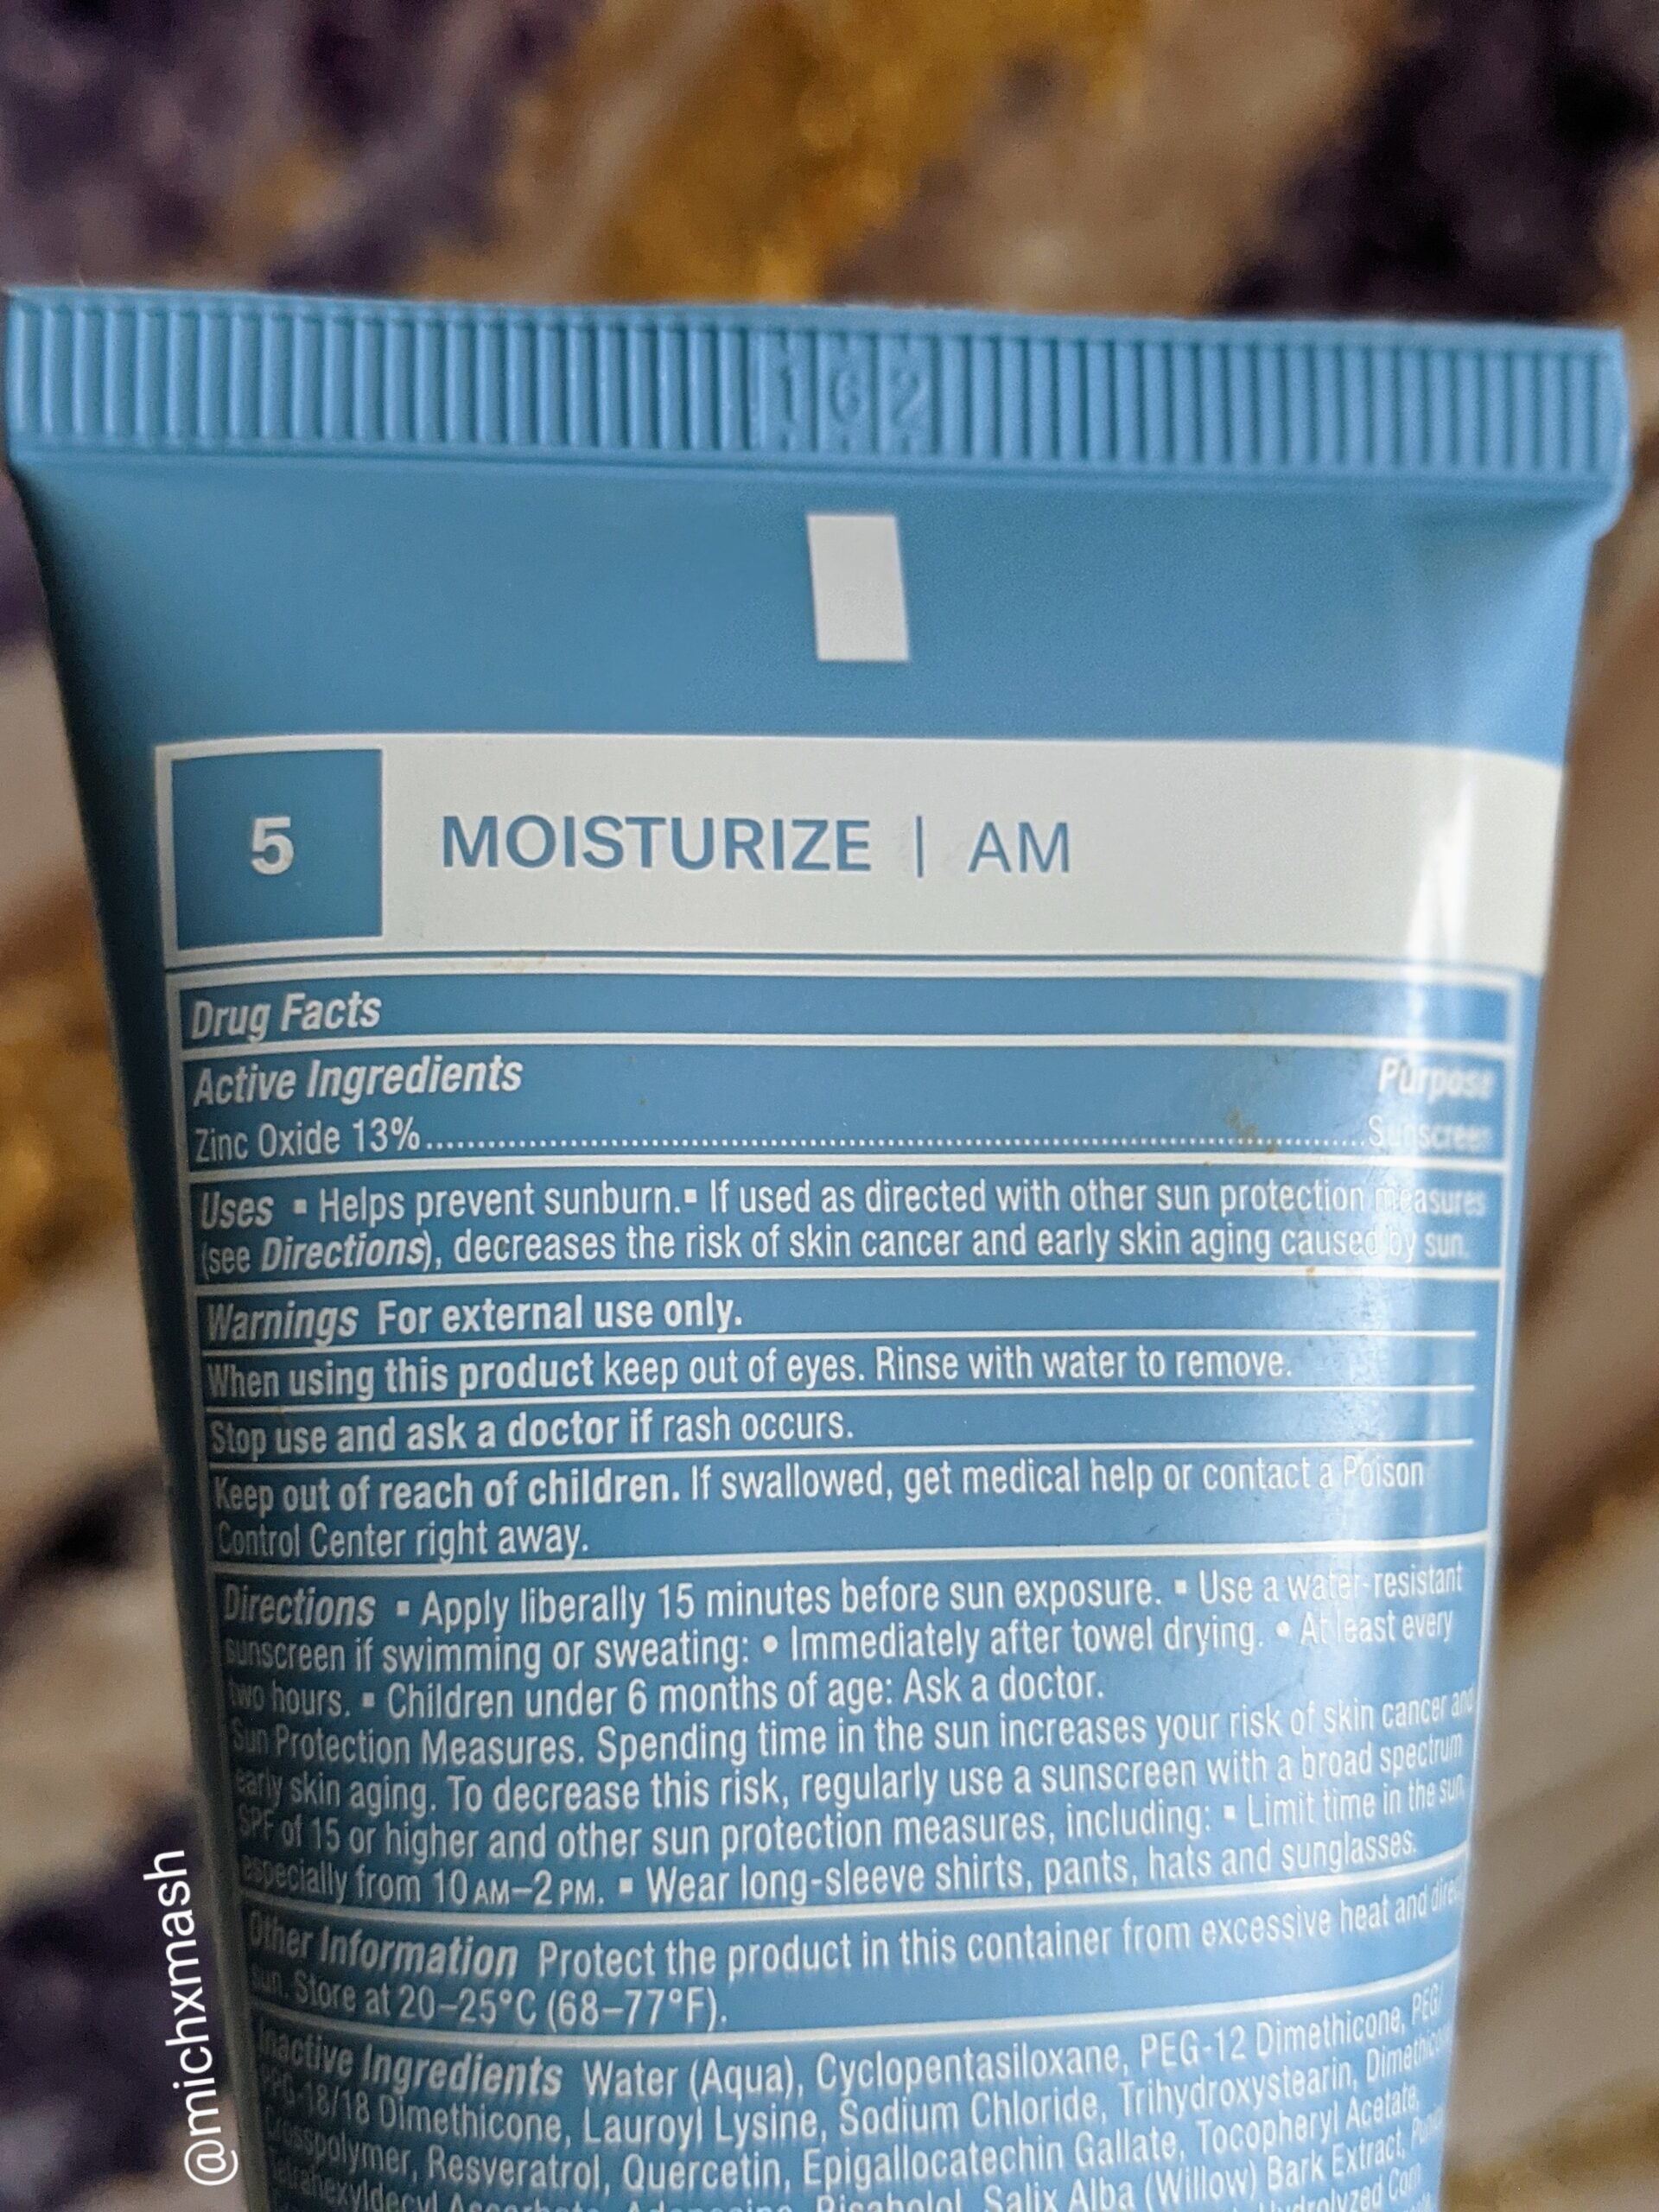 162
5 MOISTURIZE | AM
Drug Facts
Active Ingredients Purpose
Zinc Oxide 13%........Sunscreen
Uses ▪ Helps prevent sunburn.▪ If used as directed with other sun protection measures
(see Directions), decreases the risk of skin cancer and early skin aging caused by sun.
Warnings For external use only.
When using this product keep out of eyes. Rinse with water to remove.
Stop use and ask a doctor if rash occurs.
Keep out of reach of children. If swallowed, get medical help or contact a Poison
Control Center right away.
Directions ▪ Apply liberally 15 minutes before sun exposure. ▪ Use a water-resistant
sunscreen if swimming or sweating: • Immediately after towel drying. • At least every
two hours. ▪ Children under 6 months of age: Ask a doctor.
Sun Protection Measures. Spending time in the sun increases your risk of skin cancer and
early skin aging. To decrease this risk, regularly use a sunscreen with a broad spectrum
SPF of 15 or higher and other sun protection measures, including: ▪ Limit time in the sun,
especially from 10 AM–2 PM. ▪ Wear long-sleeve shirts, pants, hats and sunglasses.
Other Information Protect the product in this container from excessive heat and direct
sun. Store at 20–25°C (68–77°F).
Inactive Ingredients Water (Aqua), Cyclopentasiloxane, PEG-12 Dimethicone, PEG/
PPG-18/18 Dimethicone, Lauroyl Lysine, Sodium Chloride, Trihydroxystearin, Dimethicone
Crosspolymer, Resveratrol, Quercetin, Epigallocatechin Gallate, Tocopheryl Acetate,
Tetrahexyldecyl Ascorbate, Adenosine, Bisabolol, Salix Alba (Willow) Bark Extract,
Hydrolyzed Corn
@michxmash